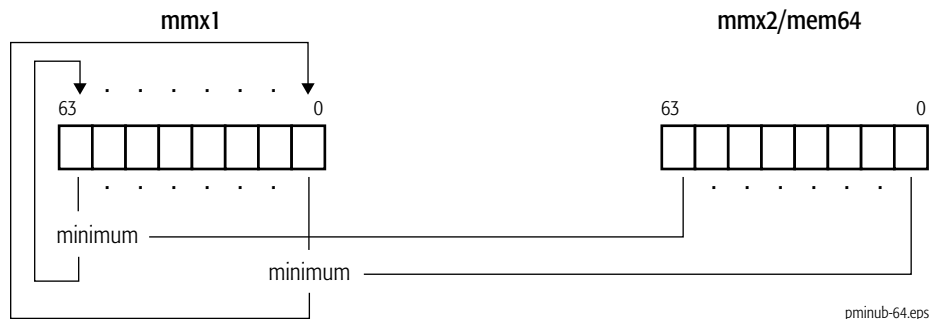 mmx1 mmx2/mem64
. . . . . .
63 0 63 0
. . . . . . . . . . . .
minimum
minimum
pminub-64.eps